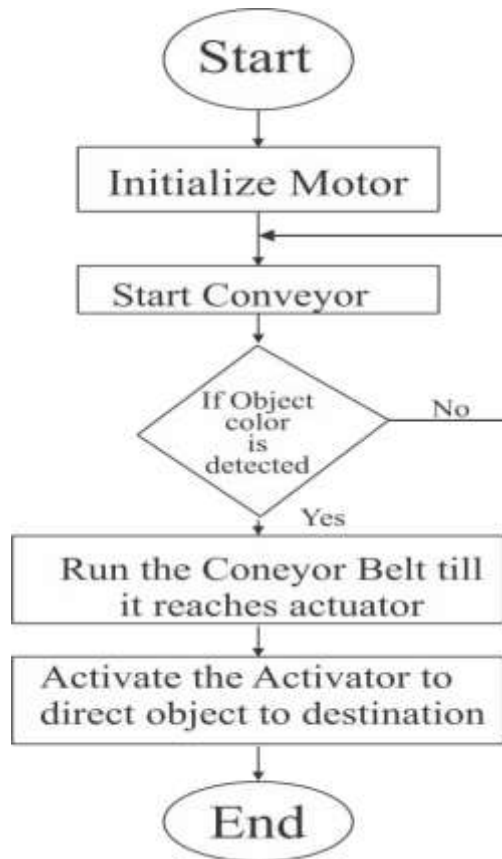 Start
Initialize Motor
Start Conveyor
If Object
color
is
detected
No
Yes
Run the Coneyor Belt till
it reaches actuator
Activate the Activator to
direct object to destination
End